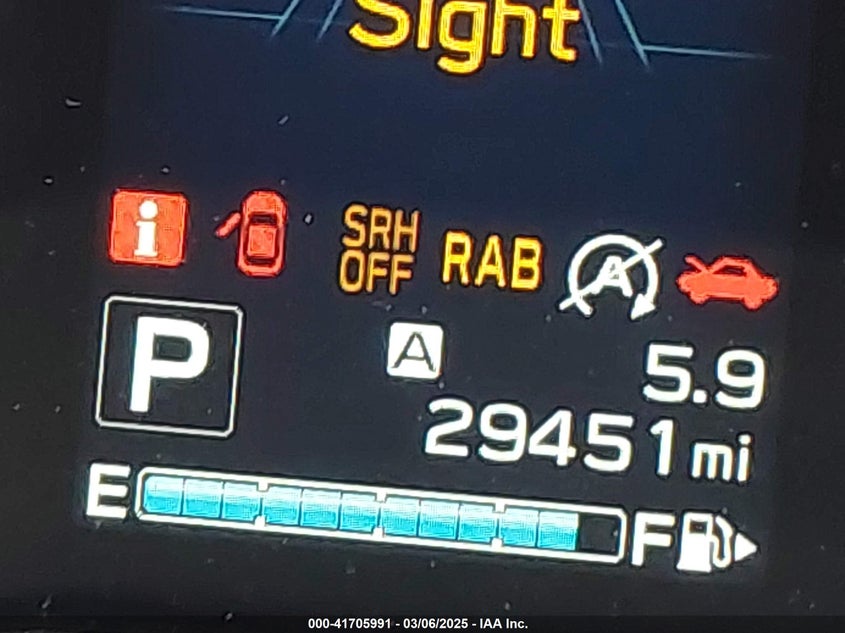 Sight
i
SRH OFF RAB A
P A 5.9
29451 mi
E F
000-41705991 - 03/06/2025 - IAA Inc.